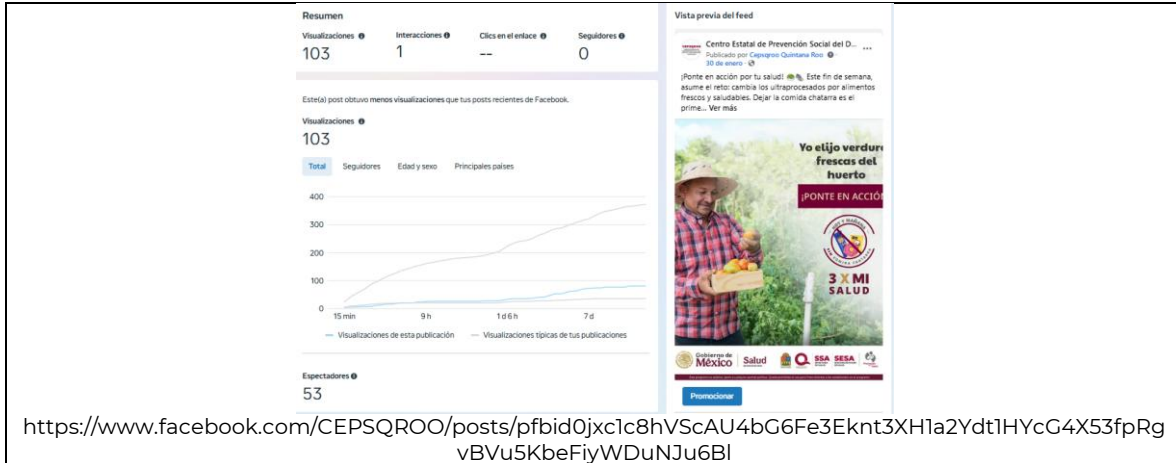 Resumen
Visualizaciones
103
Interacciones
1
Clics en el enlace
--
Seguidores
0
Este(a) post obtuvo menos visualizaciones que tus posts recientes de Facebook.
Visualizaciones
103
Total Seguidores Edad y sexo Principales países
400
300
200
100
0
15 min 9 h 1 d 6 h 7 d
Visualizaciones de esta publicación Visualizaciones típicas de tus publicaciones
Espectadores
53
Vista previa del feed
Centro Estatal de Prevención Social del D... ...
Publicado por Cepsqroo Quintana Roo
30 de enero
¡Ponte en acción por tu salud! Este fin de semana,
asume el reto: cambia los ultraprocesados por alimentos
frescos y saludables. Dejar la comida chatarra es el
prime... Ver más
Yo elijo verdura
frescas del
huerto
¡PONTE EN ACCIÓN
3 X MI
SALUD
Gobierno de
México
Salud
SSA SESA
Promocionar
https://www.facebook.com/CEPSQROO/posts/pfbid0jxc1c8hVScAU4bG6Fe3Eknt3XH1a2Ydt1HYcG4X53fpRg
vBVu5KbeFiyWDuNJu6Bl